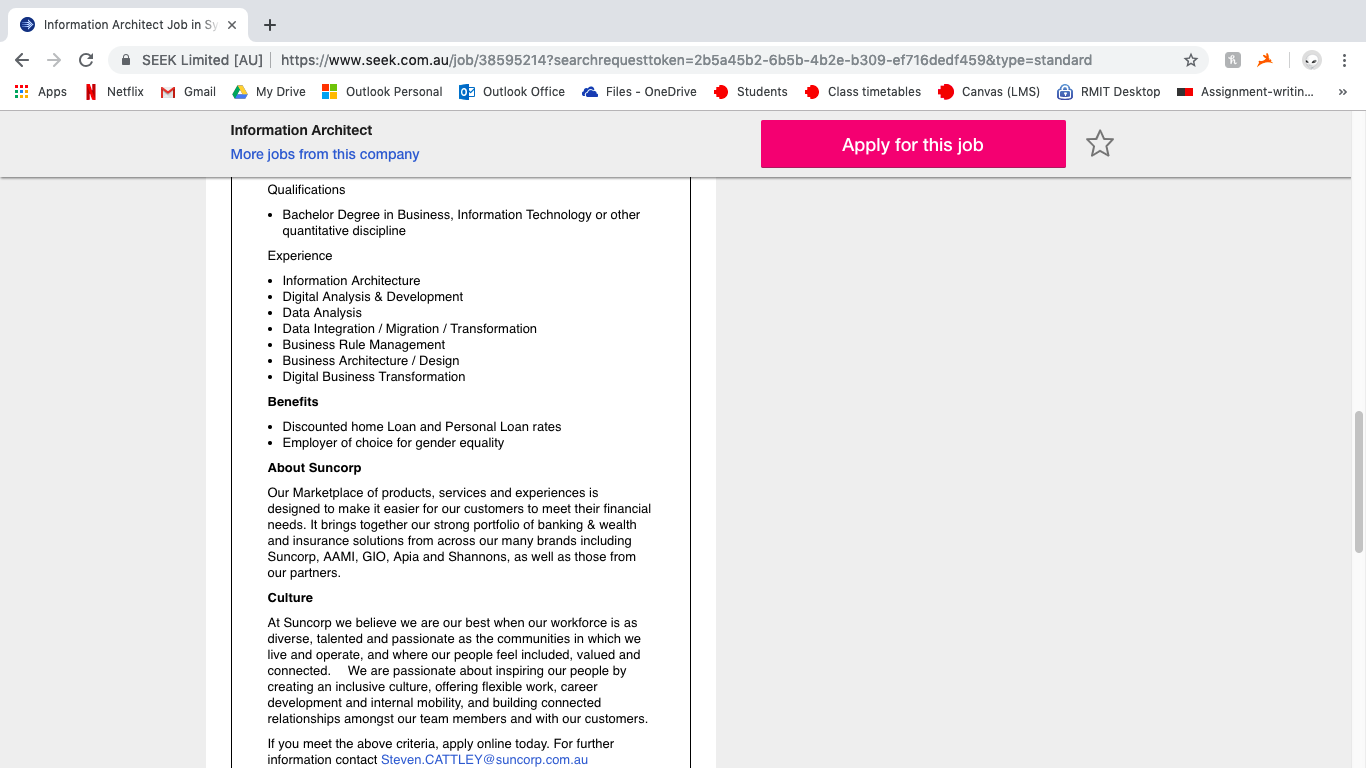 Information Architect Job in Sy
SEEK Limited [AU]
https://www.seek.com.au/job/38595214?searchrequesttoken=2b5a45b2-6b5b-4b2e-b309-ef716dedf459&type=standard
Apps Netflix Gmail My Drive Outlook Personal Outlook Office Files - OneDrive Students Class timetables Canvas (LMS) RMIT Desktop Assignment-writin... »
Information Architect
More jobs from this company
Apply for this job
Qualifications
• Bachelor Degree in Business, Information Technology or other
quantitative discipline
Experience
• Information Architecture
• Digital Analysis & Development
• Data Analysis
• Data Integration / Migration / Transformation
• Business Rule Management
• Business Architecture / Design
• Digital Business Transformation
Benefits
• Discounted home Loan and Personal Loan rates
• Employer of choice for gender equality
About Suncorp
Our Marketplace of products, services and experiences is
designed to make it easier for our customers to meet their financial
needs. It brings together our strong portfolio of banking & wealth
and insurance solutions from across our many brands including
Suncorp, AAMI, GIO, Apia and Shannons, as well as those from
our partners.
Culture
At Suncorp we believe we are our best when our workforce is as
diverse, talented and passionate as the communities in which we
live and operate, and where our people feel included, valued and
connected. We are passionate about inspiring our people by
creating an inclusive culture, offering flexible work, career
development and internal mobility, and building connected
relationships amongst our team members and with our customers.
If you meet the above criteria, apply online today. For further
information contact Steven.CATTLEY@suncorp.com.au